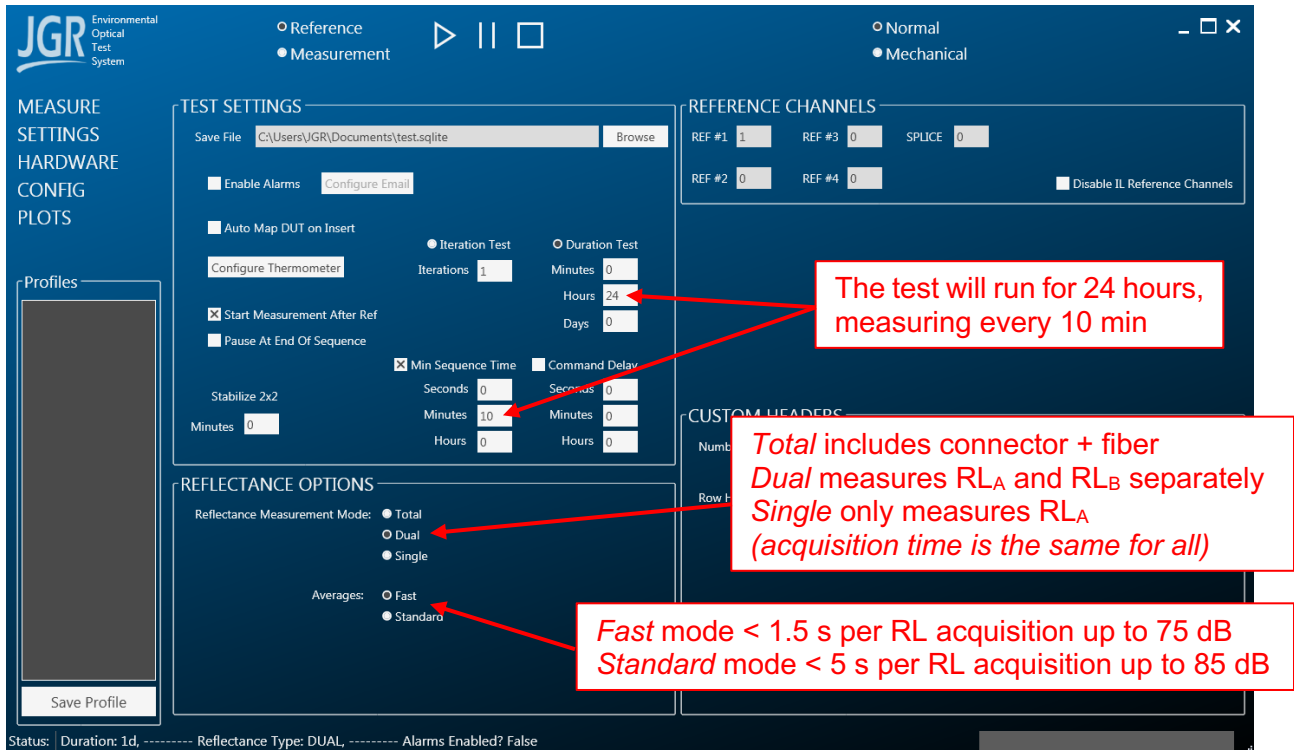 JGR Environmental
Optical
Test
System
Reference
Measurement
Normal
Mechanical
MEASURE
SETTINGS
HARDWARE
CONFIG
PLOTS
Profiles
Save Profile
TEST SETTINGS
Save File C:\Users\JGR\Documents\test.sqlite Browse
Enable Alarms Configure Email
Auto Map DUT on Insert
Iteration Test Duration Test
Configure Thermometer Iterations 1 Minutes 0
Hours 24
Start Measurement After Ref Days 0
Pause At End Of Sequence
Min Sequence Time Command Delay
Stabilize 2x2 Seconds 0 Seconds 0
Minutes 0 Minutes 10 Minutes 0
Hours 0 Hours 0
REFLECTANCE OPTIONS
Reflectance Measurement Mode: Total
Dual
Single
Averages: Fast
Standard
REFERENCE CHANNELS
REF #1 1 REF #3 0 SPLICE 0
REF #2 0 REF #4 0 Disable IL Reference Channels
The test will run for 24 hours,
measuring every 10 min
CUSTOM HEADERS
Total includes connector + fiber
Dual measures RLA and RLB separately
Single only measures RLA
(acquisition time is the same for all)
Row
Fast mode < 1.5 s per RL acquisition up to 75 dB
Standard mode < 5 s per RL acquisition up to 85 dB
Status: Duration: 1d, --------- Reflectance Type: DUAL, --------- Alarms Enabled? False